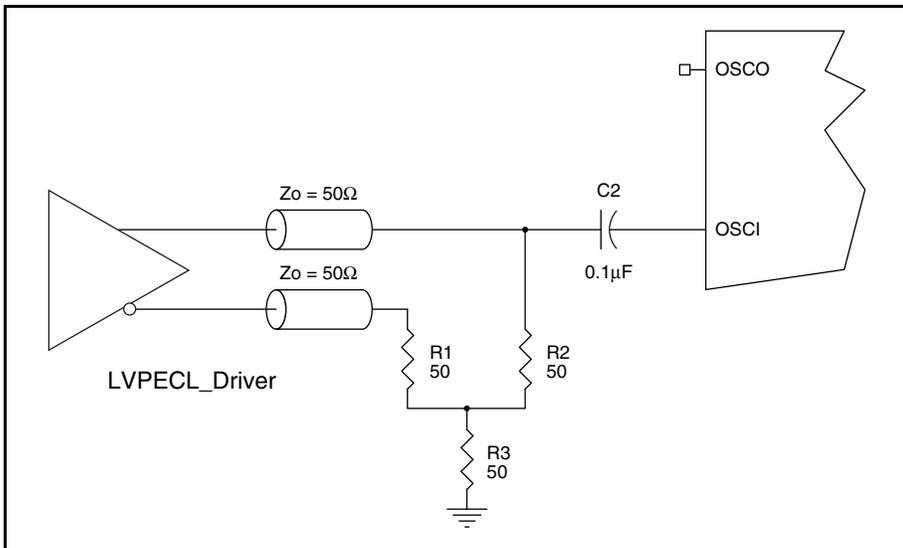 OSCO
Zo = 50Ω
C2
OSCI
Zo = 50Ω
0.1μF
R1
50
R2
50
LVPECL_Driver
R3
50